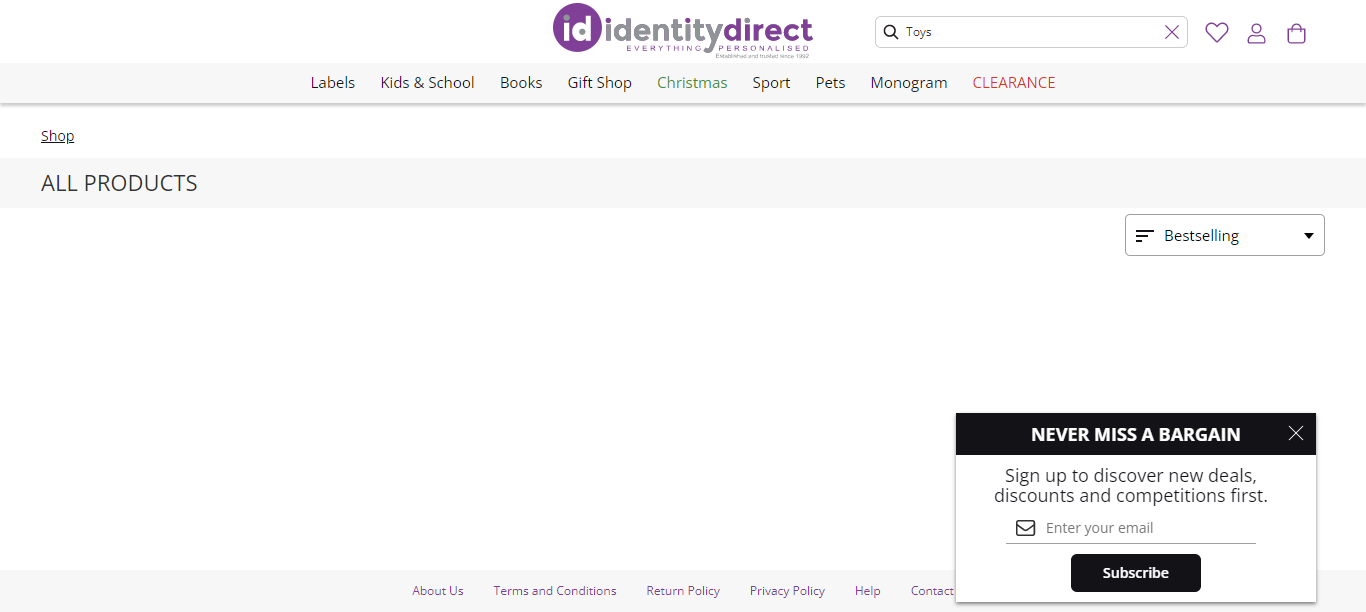 id identitydirect
EVERYTHING PERSONALISED
Established and trusted since 1992
Toys
Labels Kids & School Books Gift Shop Christmas Sport Pets Monogram CLEARANCE
Shop
ALL PRODUCTS
Bestselling
NEVER MISS A BARGAIN
Sign up to discover new deals,
discounts and competitions first.
Enter your email
Subscribe
About Us Terms and Conditions Return Policy Privacy Policy Help Contact